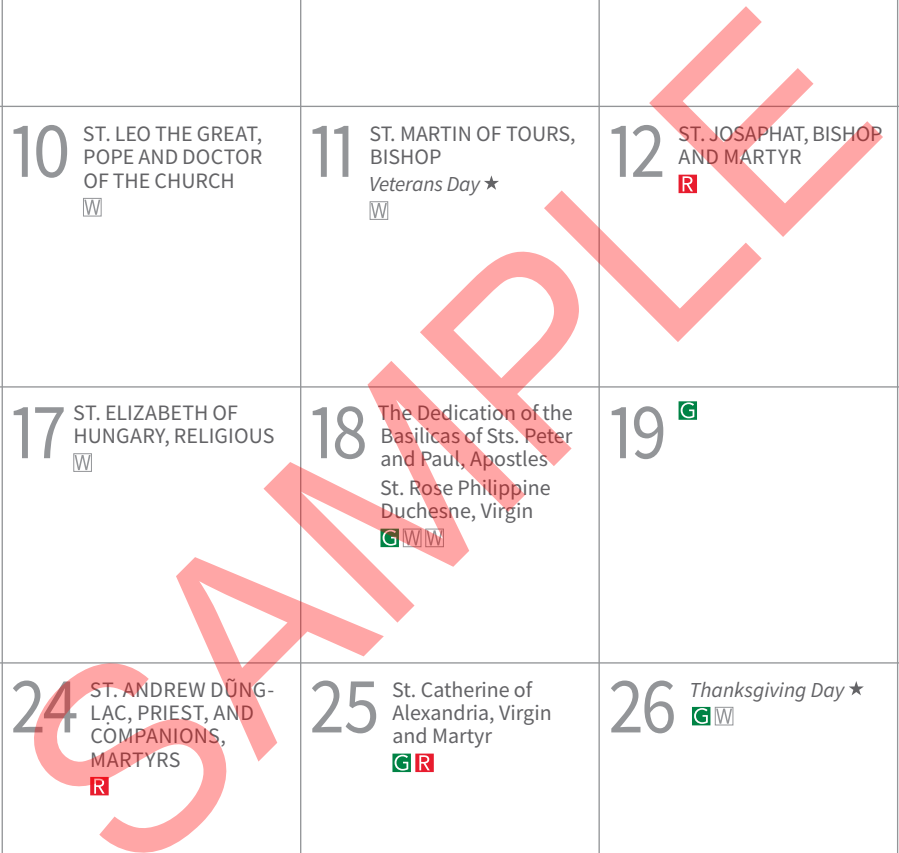 10 ST. LEO THE GREAT,
POPE AND DOCTOR
OF THE CHURCH
W
11 ST. MARTIN OF TOURS,
BISHOP
Veterans Day ★
W
12 ST. JOSAPHAT, BISHOP
AND MARTYR
R
17 ST. ELIZABETH OF
HUNGARY, RELIGIOUS
W
18 The Dedication of the
Basilicas of Sts. Peter
and Paul, Apostles
St. Rose Philippine
Duchesne, Virgin
G W W
19 G
24 ST. ANDREW DŨNG-
LẠC, PRIEST, AND
COMPANIONS,
MARTYRS
R
25 St. Catherine of
Alexandria, Virgin
and Martyr
G R
26 Thanksgiving Day ★
G W
SAMPLE